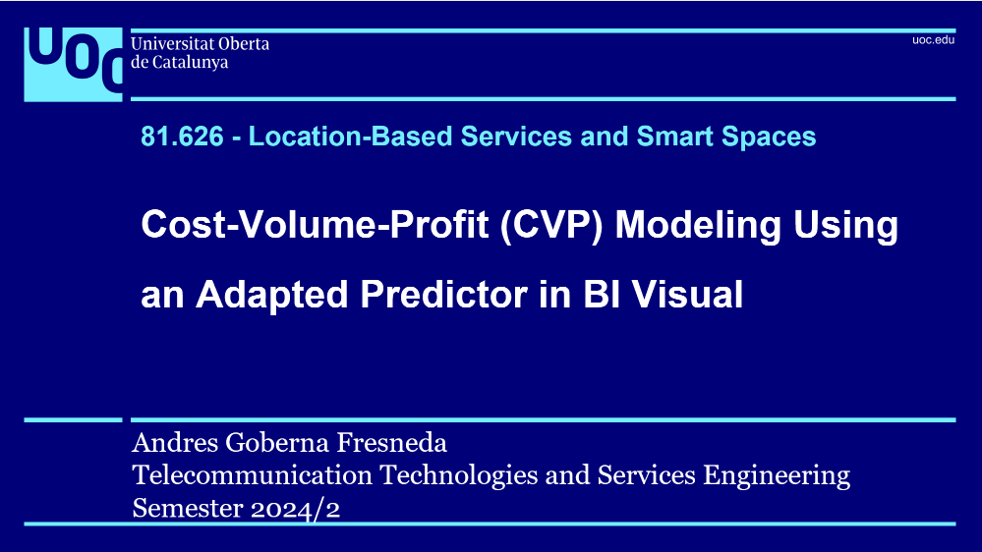 UOC
Universitat Oberta
de Catalunya
uoc.edu
81.626 - Location-Based Services and Smart Spaces
Cost-Volume-Profit (CVP) Modeling Using
an Adapted Predictor in BI Visual
Andres Goberna Fresneda
Telecommunication Technologies and Services Engineering
Semester 2024/2